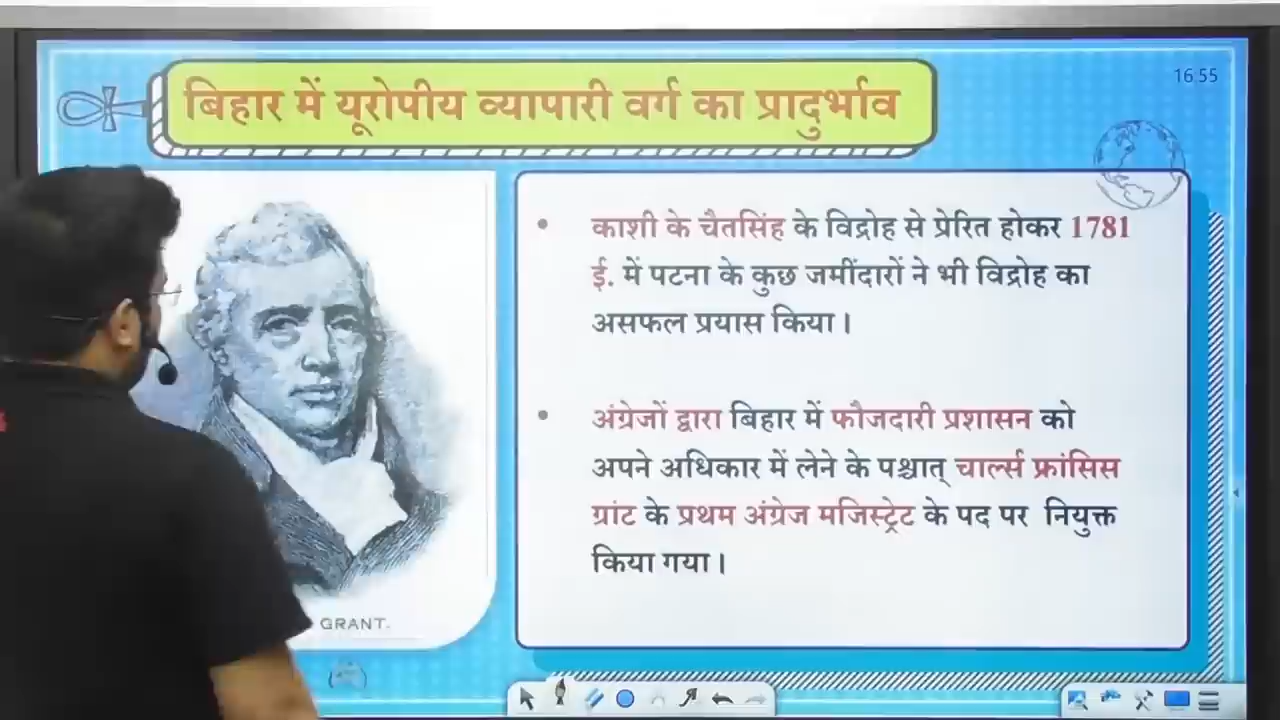 बिहार में यूरोपीय व्यापारी वर्ग का प्रादुर्भाव
16:55
• काशी के चैतसिंह के विद्रोह से प्रेरित होकर 1781
ई. में पटना के कुछ जमींदारों ने भी विद्रोह का
असफल प्रयास किया।
• अंग्रेजों द्वारा बिहार में फौजदारी प्रशासन को
अपने अधिकार में लेने के पश्चात् चार्ल्स फ्रांसिस
ग्रांट के प्रथम अंग्रेज मजिस्ट्रेट के पद पर नियुक्त
किया गया।
GRANT.